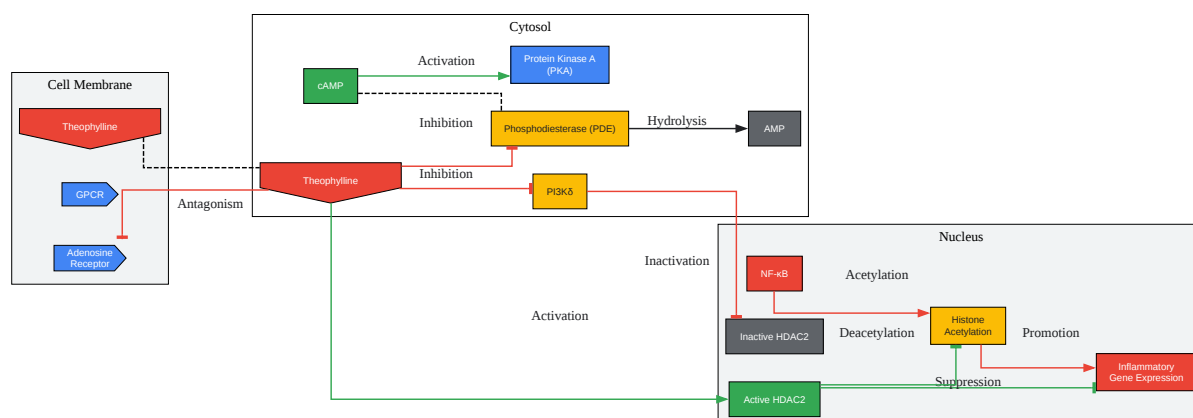 Cytosol
Activation
Protein Kinase A
(PKA)
cAMP
Cell Membrane
Theophylline
Inhibition
Phosphodiesterase (PDE)
Hydrolysis
AMP
Theophylline
Inhibition
PI3Kδ
GPCR
Antagonism
Adenosine
Receptor
Nucleus
Inactivation
NF-κB
Acetylation
Activation
Inactive HDAC2
Deacetylation
Histone
Acetylation
Promotion
Inflammatory
Gene Expression
Suppression
Active HDAC2